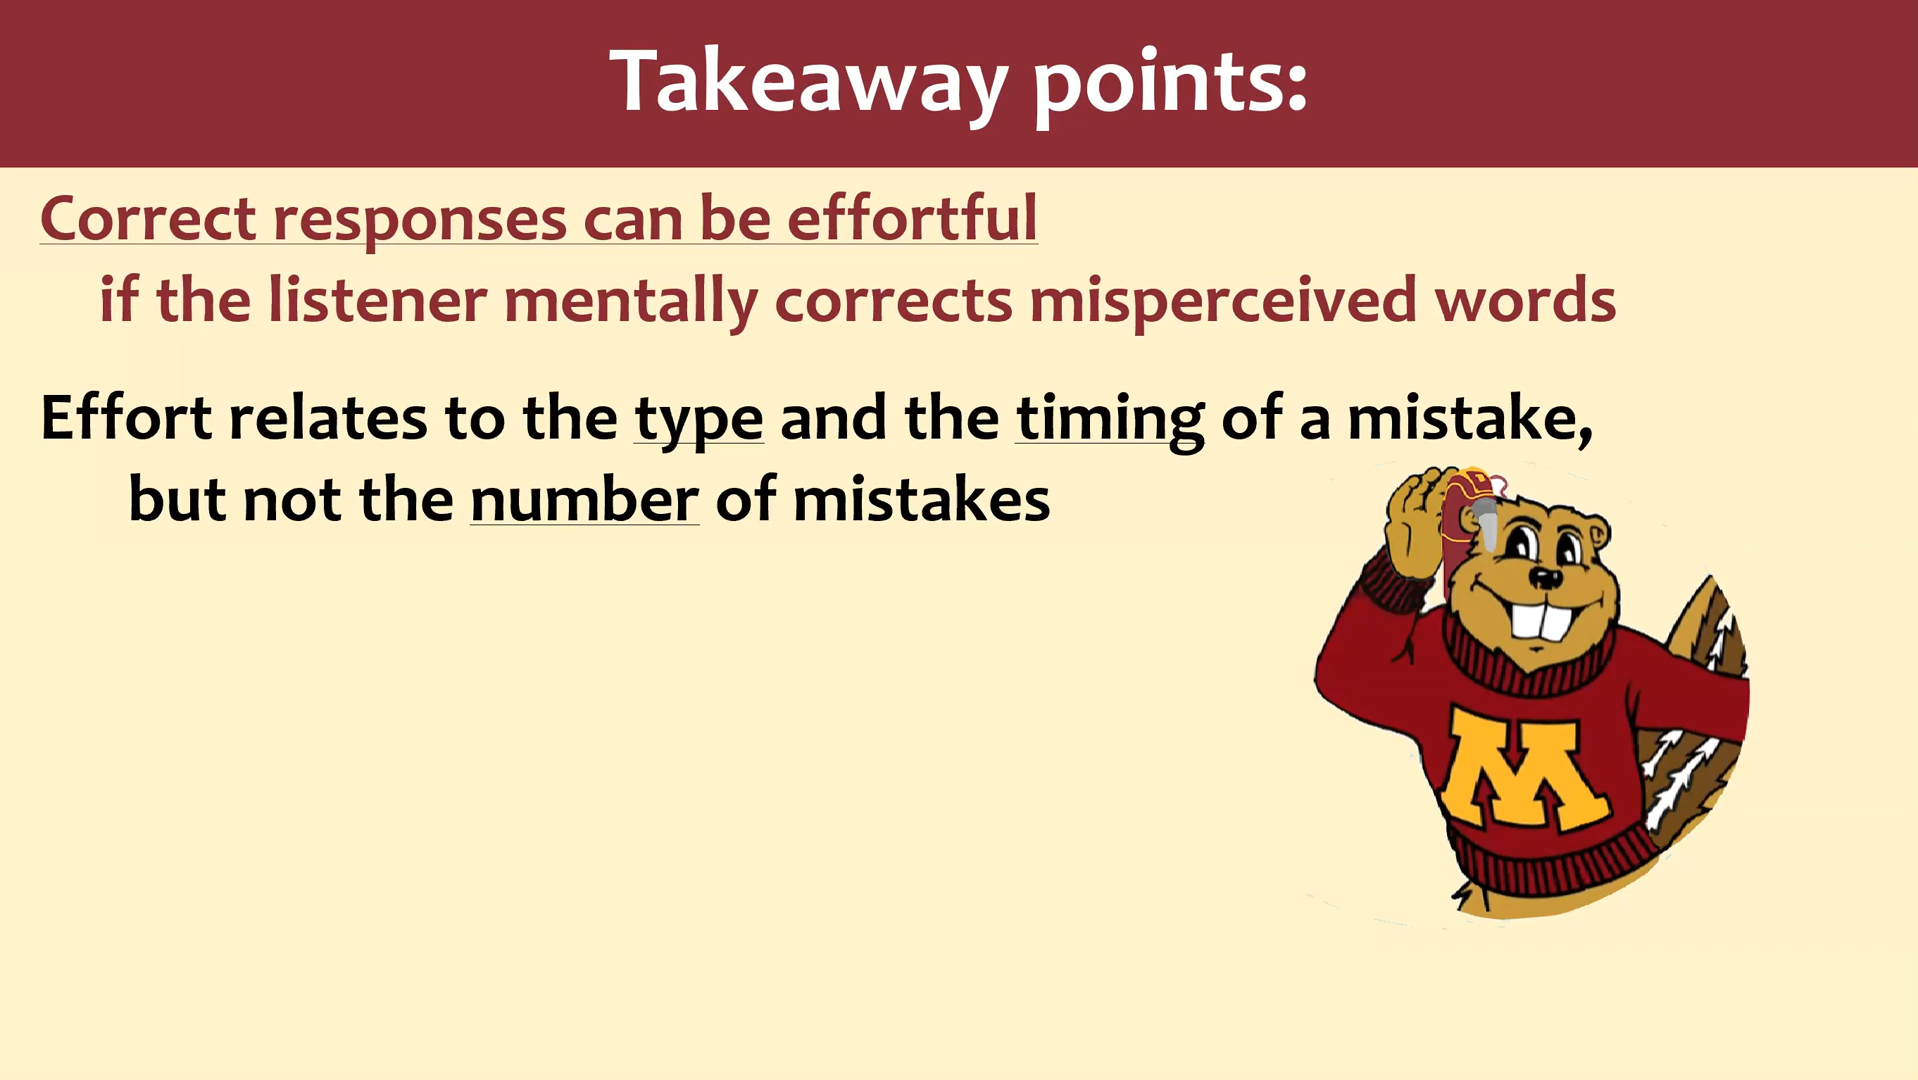 Takeaway points:
Correct responses can be effortful
if the listener mentally corrects misperceived words
Effort relates to the type and the timing of a mistake,
but not the number of mistakes
M